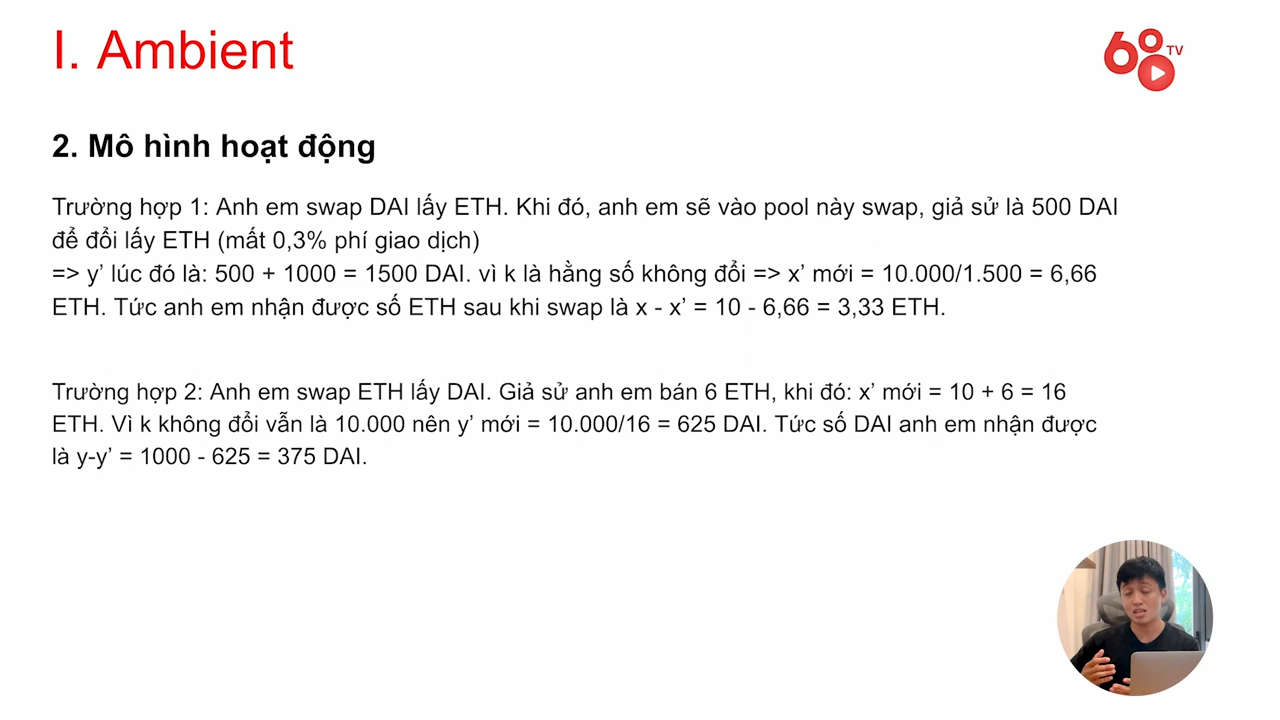 I. Ambient
68 TV
2. Mô hình hoạt động
Trường hợp 1: Anh em swap DAI lấy ETH. Khi đó, anh em sẽ vào pool này swap, giả sử là 500 DAI
để đổi lấy ETH (mất 0,3% phí giao dịch)
=> y’ lúc đó là: 500 + 1000 = 1500 DAI. vì k là hằng số không đổi => x’ mới = 10.000/1.500 = 6,66
ETH. Tức anh em nhận được số ETH sau khi swap là x - x’ = 10 - 6,66 = 3,33 ETH.
Trường hợp 2: Anh em swap ETH lấy DAI. Giả sử anh em bán 6 ETH, khi đó: x’ mới = 10 + 6 = 16
ETH. Vì k không đổi vẫn là 10.000 nên y’ mới = 10.000/16 = 625 DAI. Tức số DAI anh em nhận được
là y-y’ = 1000 - 625 = 375 DAI.